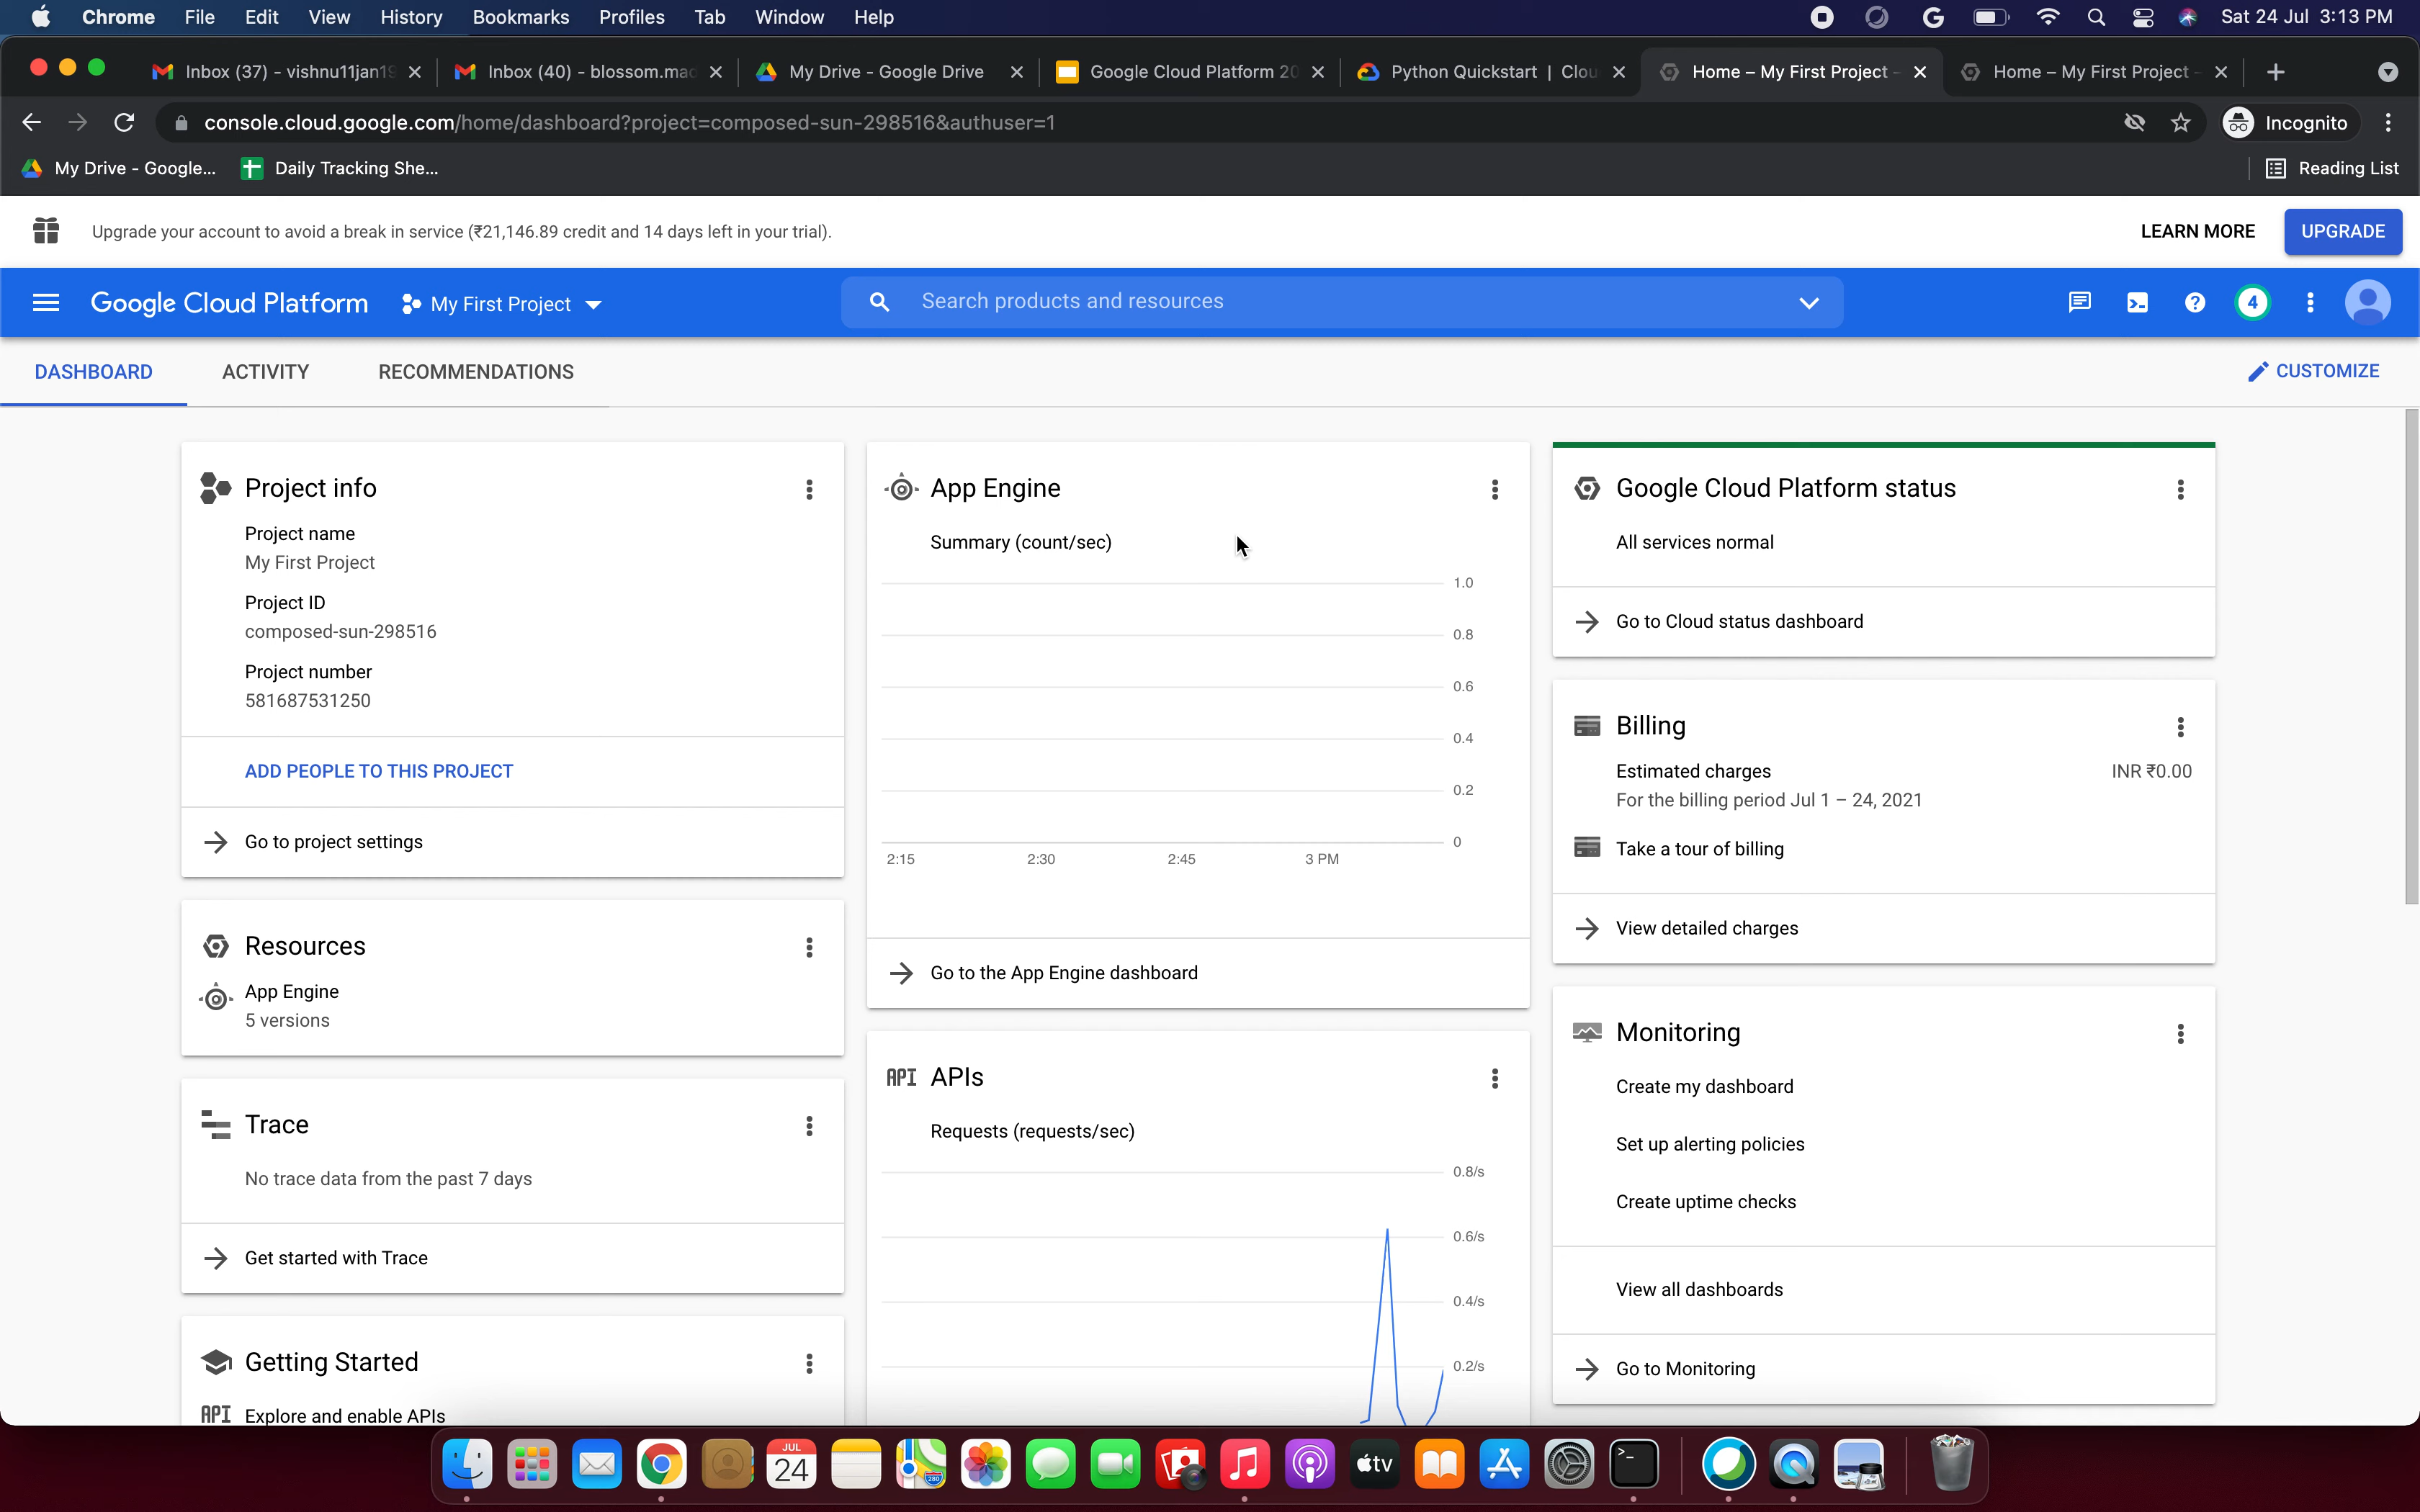 Chrome File Edit View History Bookmarks Profiles Tab Window Help Sat 24 Jul 3:13 PM
Inbox (37) - vishnu11jan19 Inbox (40) - blossom.mac My Drive - Google Drive Google Cloud Platform 20 Python Quickstart | Clou Home – My First Project - Home – My First Project -
console.cloud.google.com/home/dashboard?project=composed-sun-298516&authuser=1 Incognito
My Drive - Google... Daily Tracking She... Reading List
Upgrade your account to avoid a break in service (₹21,146.89 credit and 14 days left in your trial). LEARN MORE UPGRADE
Google Cloud Platform My First Project Search products and resources 4
DASHBOARD ACTIVITY RECOMMENDATIONS CUSTOMIZE
Project info
Project name
My First Project
Project ID
composed-sun-298516
Project number
581687531250
ADD PEOPLE TO THIS PROJECT
Go to project settings
Resources
App Engine
5 versions
Trace
No trace data from the past 7 days
Get started with Trace
Getting Started
API Explore and enable APIs
App Engine
Summary (count/sec)
1.0
0.8
0.6
0.4
0.2
0
2:15 2:30 2:45 3 PM
Go to the App Engine dashboard
API APIs
Requests (requests/sec)
0.8/s
0.6/s
0.4/s
0.2/s
Google Cloud Platform status
All services normal
Go to Cloud status dashboard
Billing
Estimated charges INR ₹0.00
For the billing period Jul 1 – 24, 2021
Take a tour of billing
View detailed charges
Monitoring
Create my dashboard
Set up alerting policies
Create uptime checks
View all dashboards
Go to Monitoring
JUL
24
280
tv